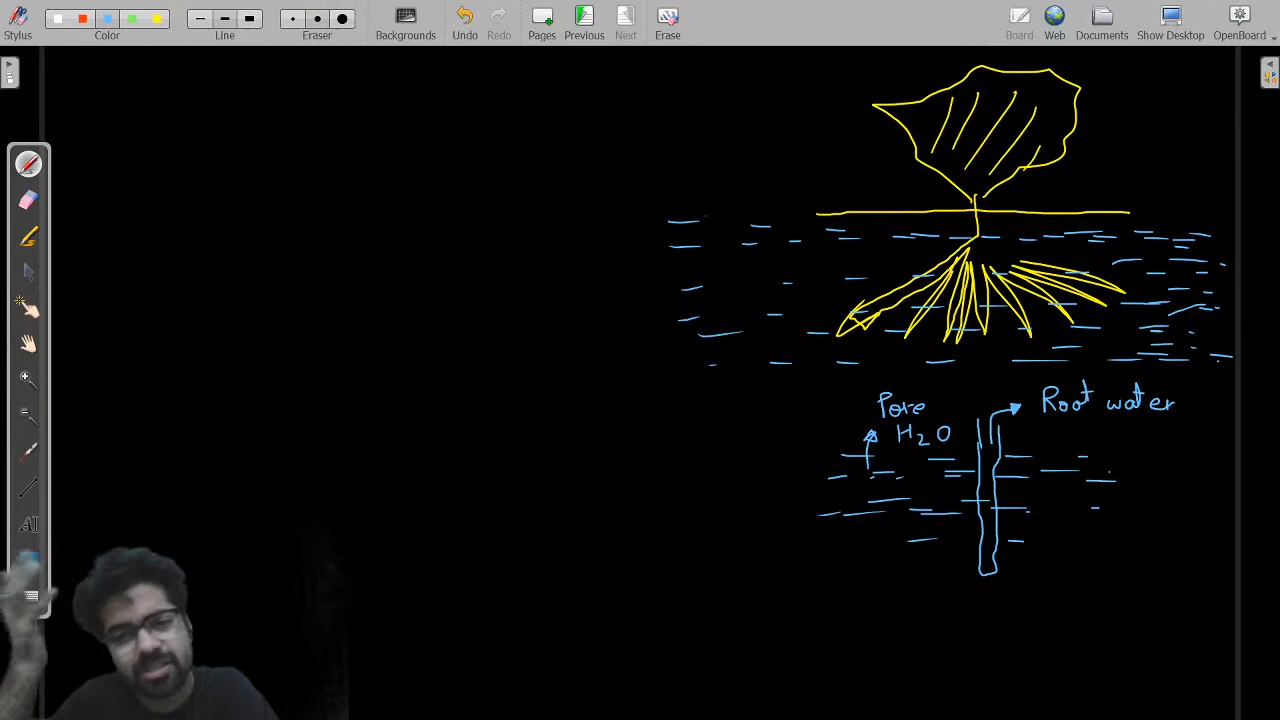 Stylus Color Line Eraser Backgrounds Undo Redo Pages Previous Next Erase Board Web Documents Show Desktop OpenBoard
AI
Pore
H2O
Root water